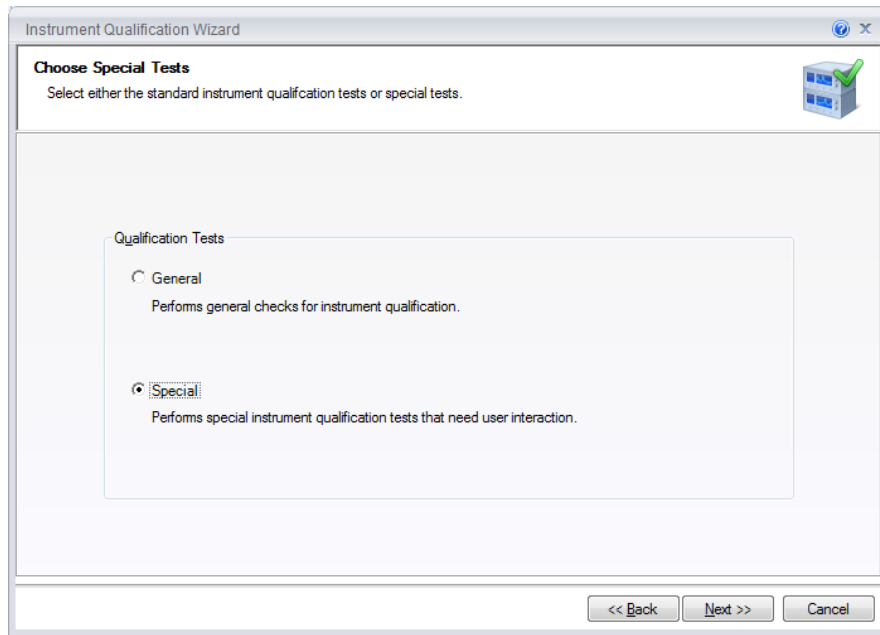 Instrument Qualification Wizard
Choose Special Tests
Select either the standard instrument qualifcation tests or special tests.
Qualification Tests
General
Performs general checks for instrument qualification.
Special
Performs special instrument qualification tests that need user interaction.
<< Back Next >> Cancel